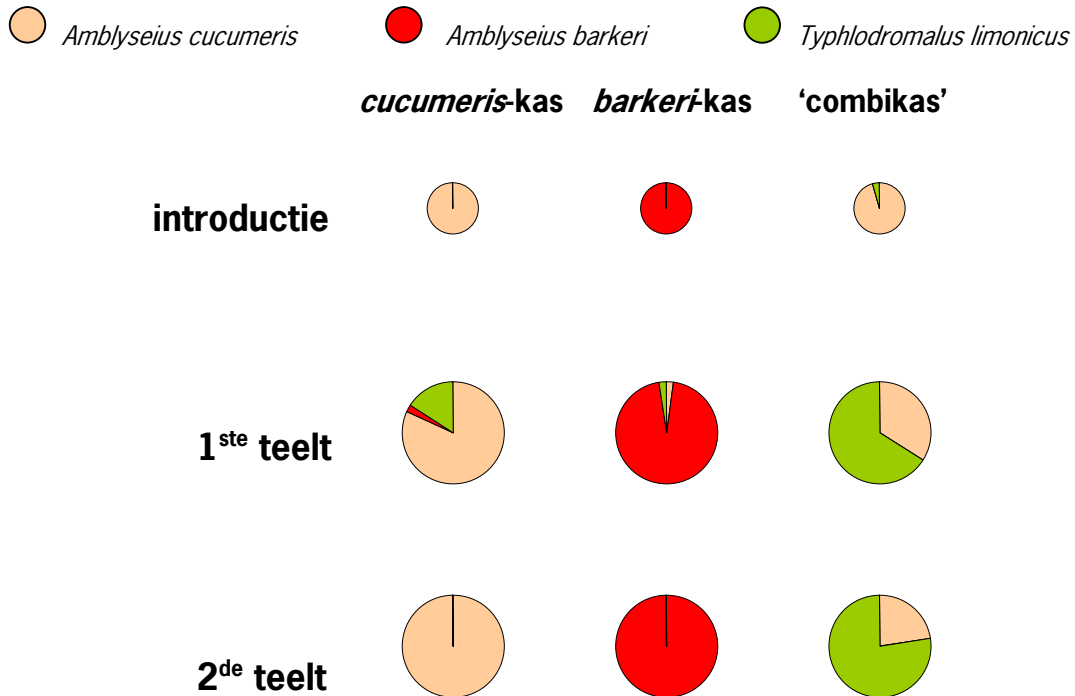 Amblyseius cucumeris Amblyseius barkeri Typhlodromalus limonicus
cucumeris-kas barkeri-kas ‘combikas’
introductie
1ste teelt
2de teelt